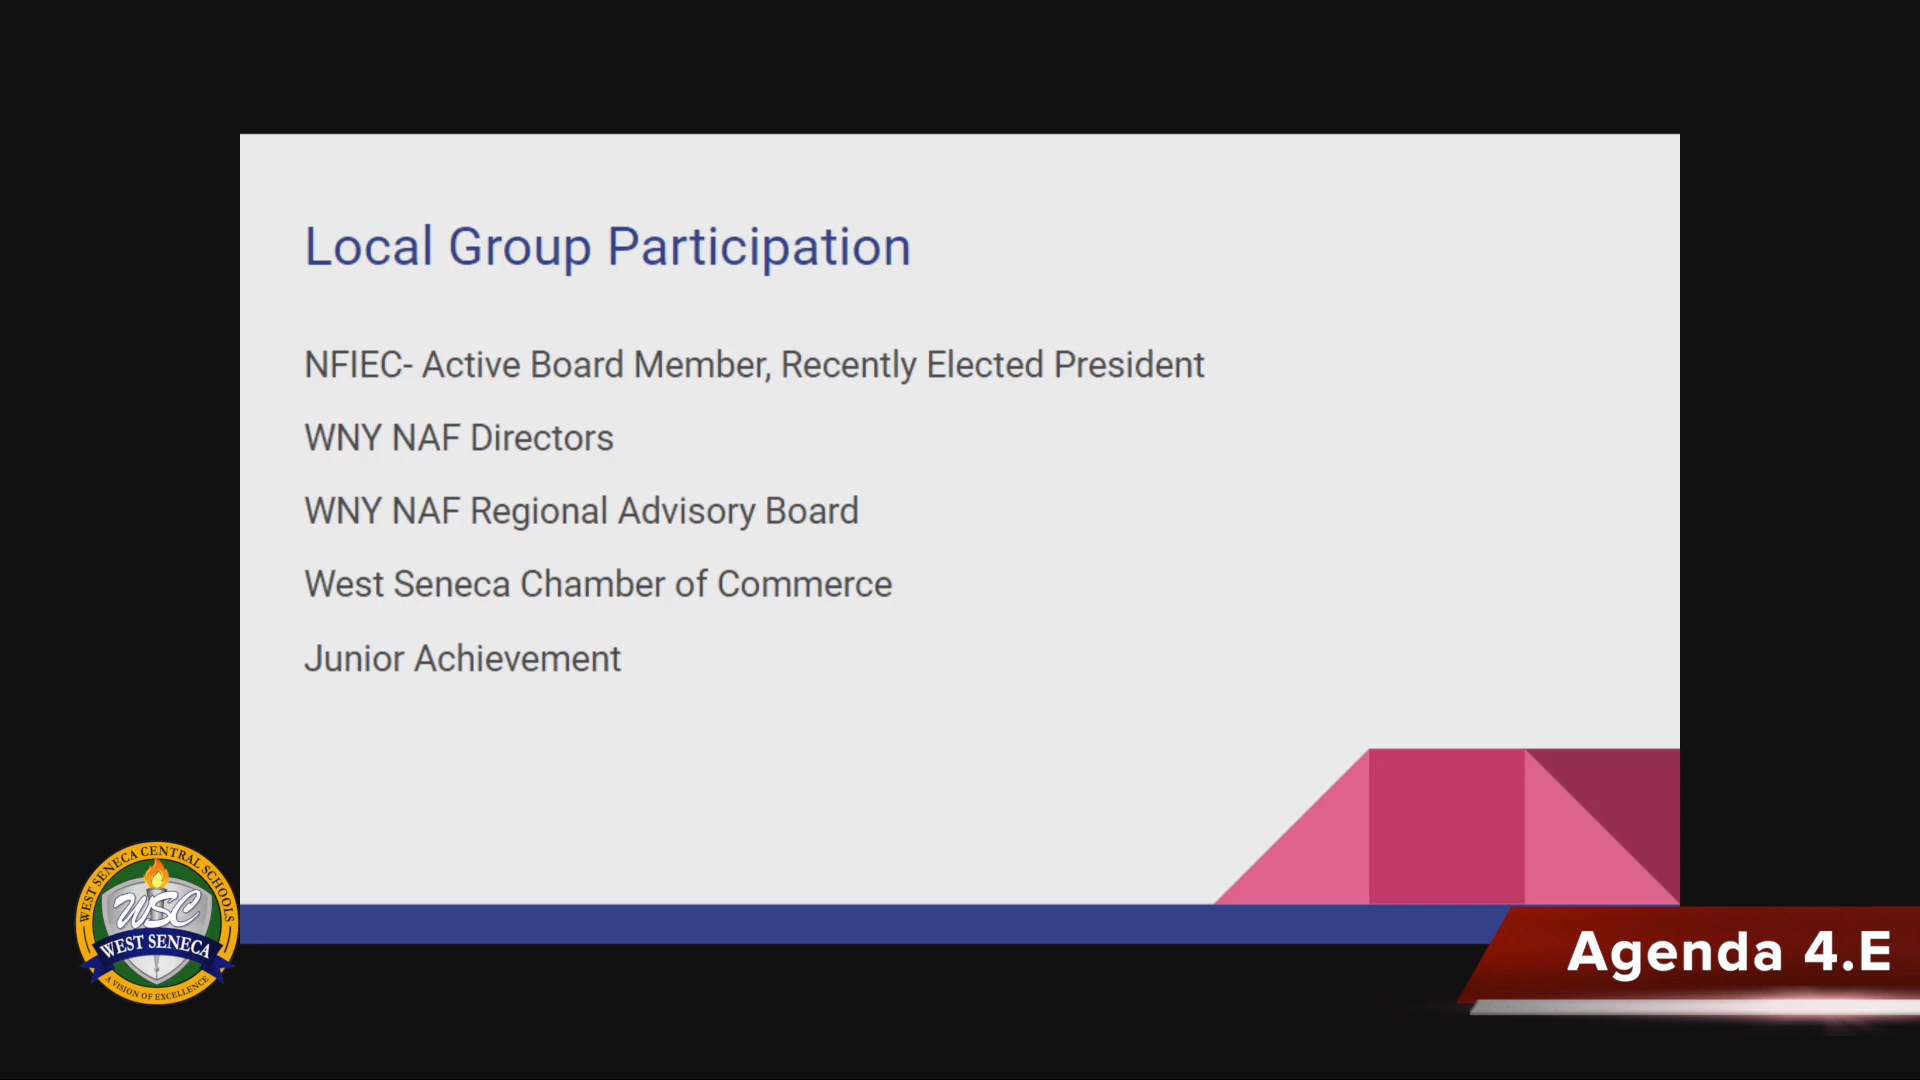 Local Group Participation
NFIEC- Active Board Member, Recently Elected President
WNY NAF Directors
WNY NAF Regional Advisory Board
West Seneca Chamber of Commerce
Junior Achievement
WEST SENECA CENTRAL SCHOOLS
WSC
WEST SENECA
A VISION OF EXCELLENCE
Agenda 4.E